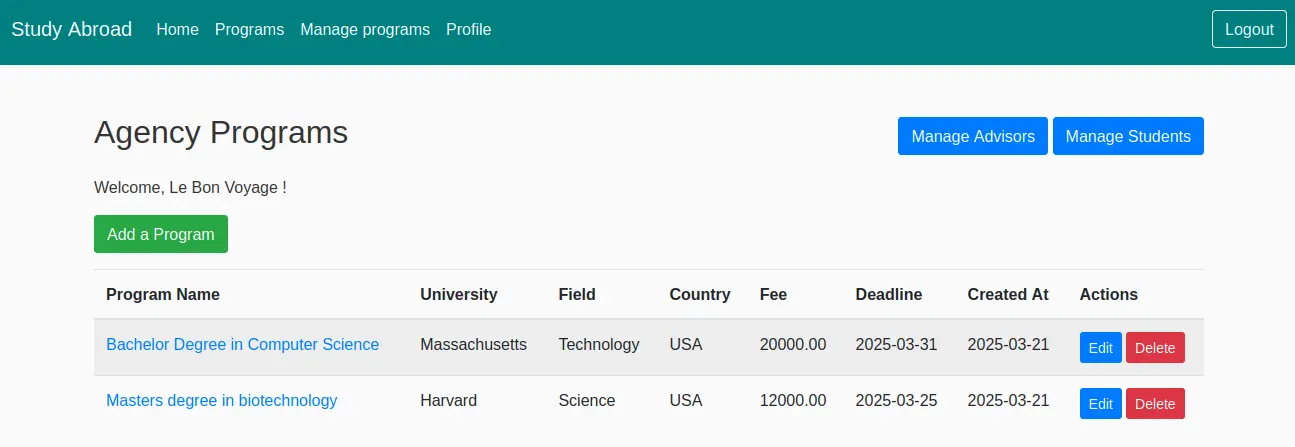 Study Abroad Home Programs Manage programs Profile Logout
Agency Programs Manage Advisors Manage Students
Welcome, Le Bon Voyage !
Add a Program
Program Name University Field Country Fee Deadline Created At Actions
Bachelor Degree in Computer Science Massachusetts Technology USA 20000.00 2025-03-31 2025-03-21 Edit Delete
Masters degree in biotechnology Harvard Science USA 12000.00 2025-03-25 2025-03-21 Edit Delete